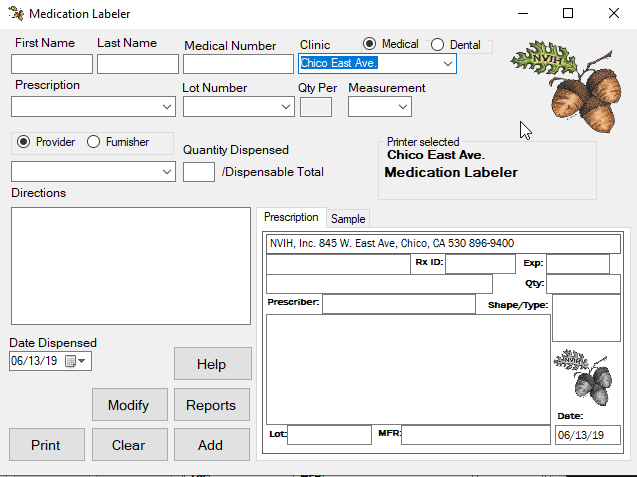 Medication Labeler
First Name Last Name Medical Number Clinic Medical Dental
Chico East Ave.
NVIH
Prescription Lot Number Qty Per Measurement
Provider Furnisher
Quantity Dispensed
/Dispensable Total
Printer selected
Chico East Ave.
Medication Labeler
Directions
Prescription Sample
NVIH, Inc. 845 W. East Ave, Chico, CA 530 896-9400
Rx ID: Exp:
Qty:
Prescriber: Shape/Type:
NVIH
Date:
Lot: MFR: 06/13/19
Date Dispensed
06/13/19
Help
Modify Reports
Print Clear Add